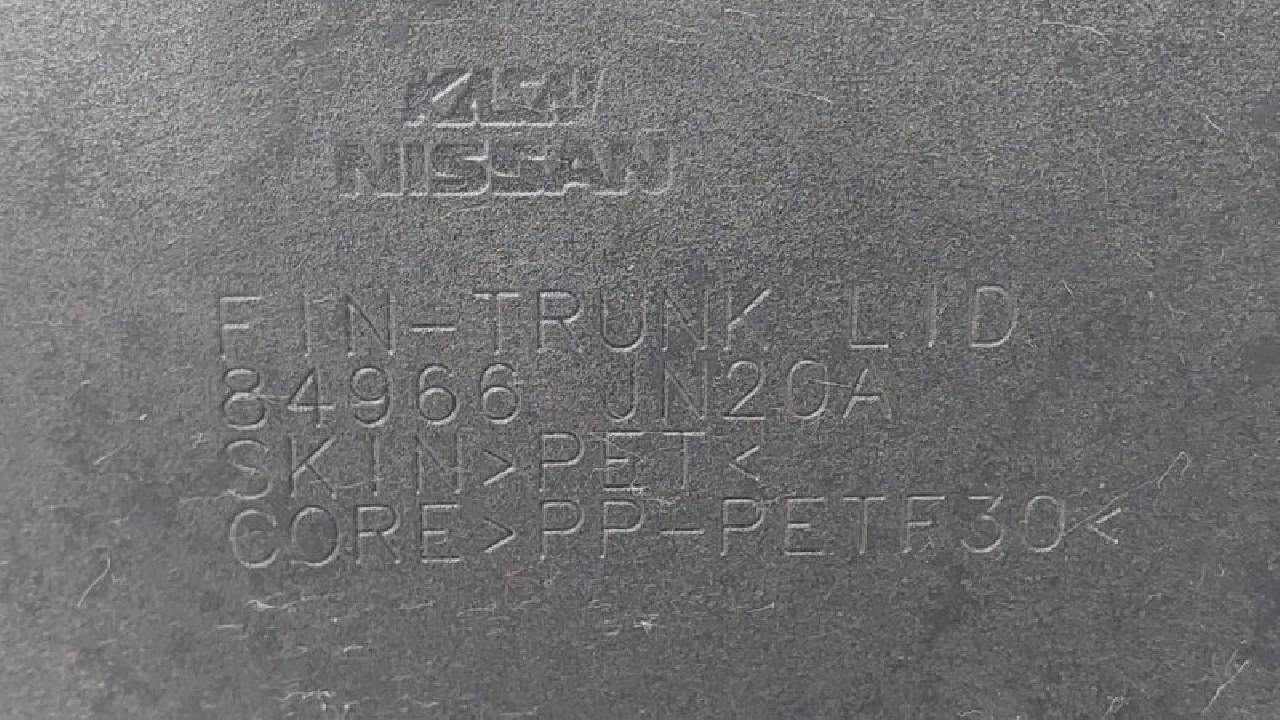 NISSAN
FIN-TRUNK LID
84966 JN20A
SKIN>PET<
CORE>PP-PETF30<